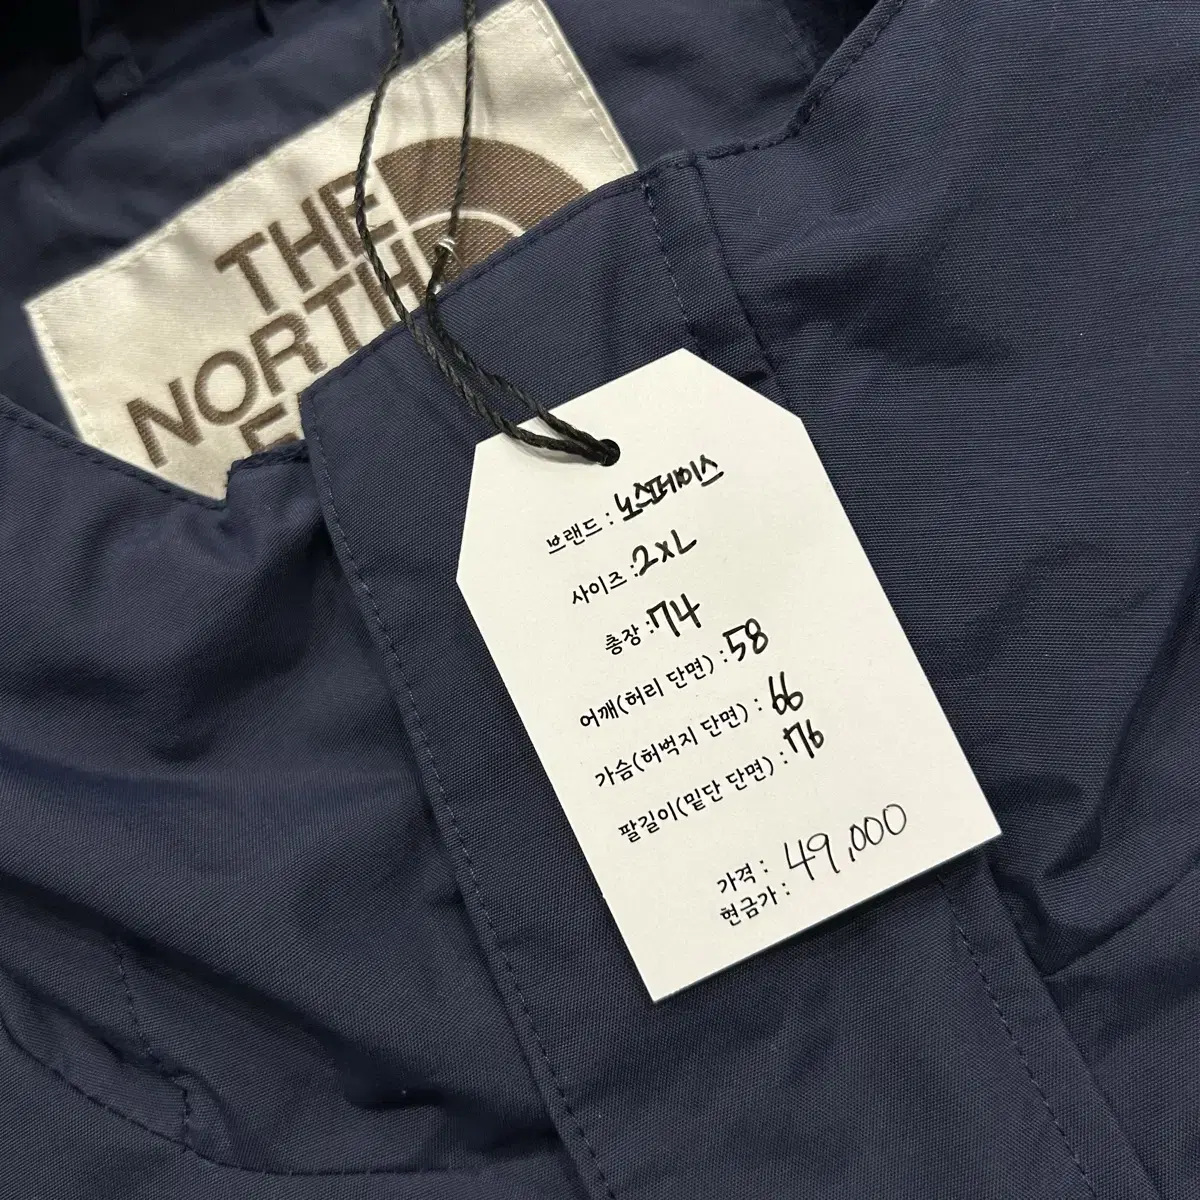 THE
NORTH
브랜드 : 노스페이스
사이즈 : 2XL
총장 : 74
어깨(허리 단면) : 58
가슴(허벅지 단면) : 66
팔길이(밑단 단면) : 76
가격 : 49,000
현금가 :